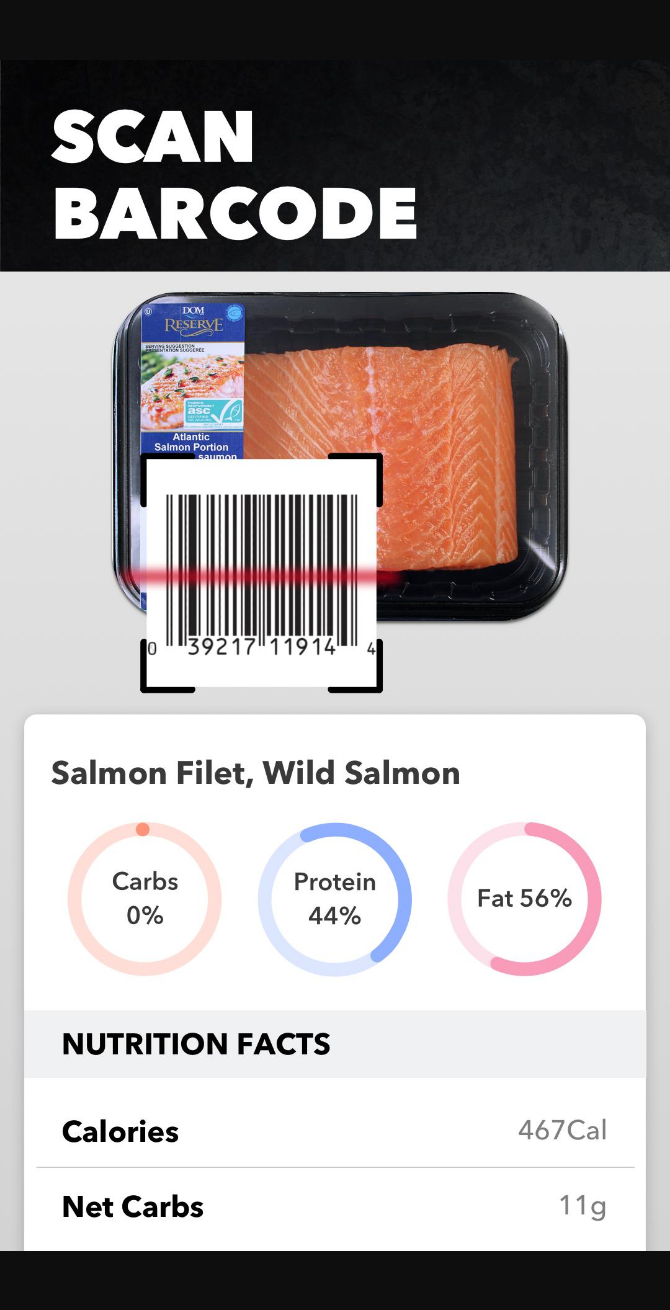 SCAN
BARCODE
DOM
RESERVE
SERVING SUGGESTION
PRÉSENTATION SUGGÉRÉE
asc
Atlantic
Salmon Portion
saumon
0 39217 11914 4
Salmon Filet, Wild Salmon
Carbs
0%
Protein
44%
Fat 56%
NUTRITION FACTS
Calories 467Cal
Net Carbs 11g